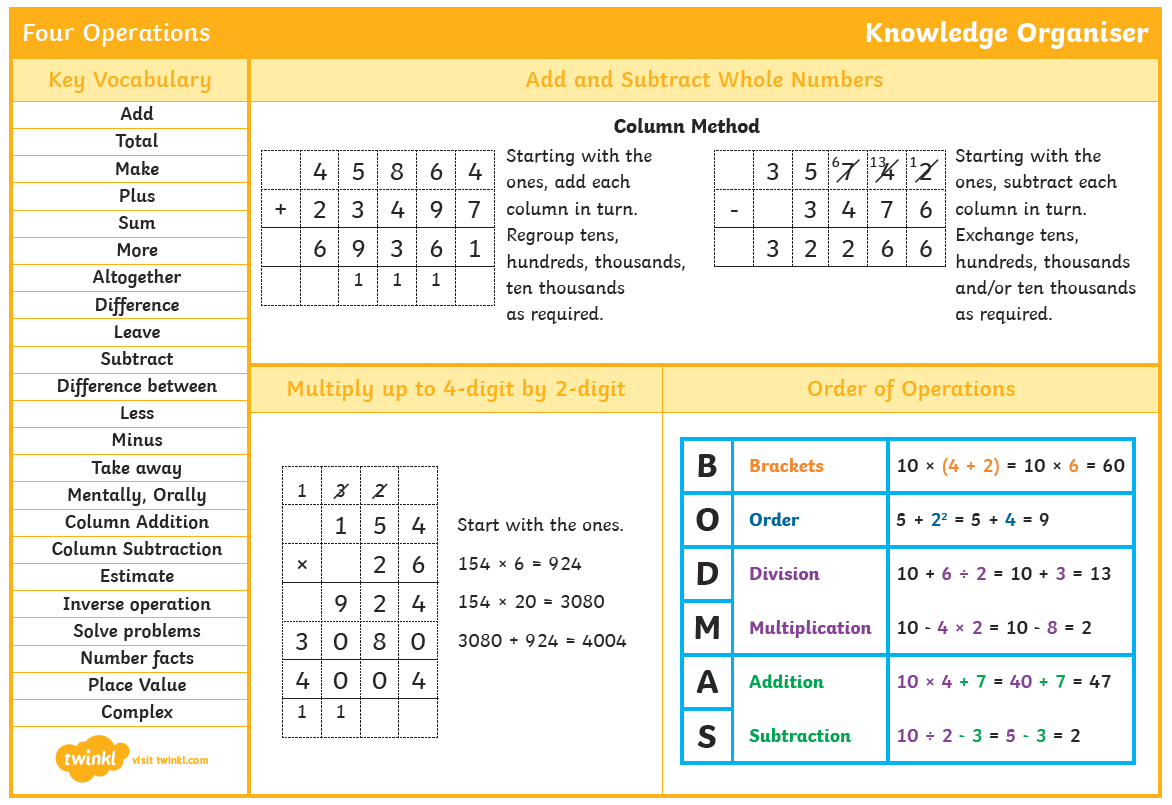 Four Operations
Knowledge Organiser
Key Vocabulary
Add
Total
Make
Plus
Sum
More
Altogether
Difference
Leave
Subtract
Difference between
Less
Minus
Take away
Mentally, Orally
Column Addition
Column Subtraction
Estimate
Inverse operation
Solve problems
Number facts
Place Value
Complex
twinkl visit twinkl.com
Add and Subtract Whole Numbers
Column Method
4 5 8 6 4
+ 2 3 4 9 7
6 9 3 6 1
1 1 1
Starting with the
ones, add each
column in turn.
Regroup tens,
hundreds, thousands,
ten thousands
as required.
3 5 6 7 13 4 1 2
- 3 4 7 6
3 2 2 6 6
Starting with the
ones, subtract each
column in turn.
Exchange tens,
hundreds, thousands
and/or ten thousands
as required.
Multiply up to 4-digit by 2-digit
1 3 2
1 5 4
× 2 6
9 2 4
3 0 8 0
4 0 0 4
1 1
Start with the ones.
154 × 6 = 924
154 × 20 = 3080
3080 + 924 = 4004
Order of Operations
B Brackets 10 × (4 + 2) = 10 × 6 = 60
O Order 5 + 2² = 5 + 4 = 9
D Division 10 + 6 ÷ 2 = 10 + 3 = 13
M Multiplication 10 - 4 × 2 = 10 - 8 = 2
A Addition 10 × 4 + 7 = 40 + 7 = 47
S Subtraction 10 ÷ 2 - 3 = 5 - 3 = 2